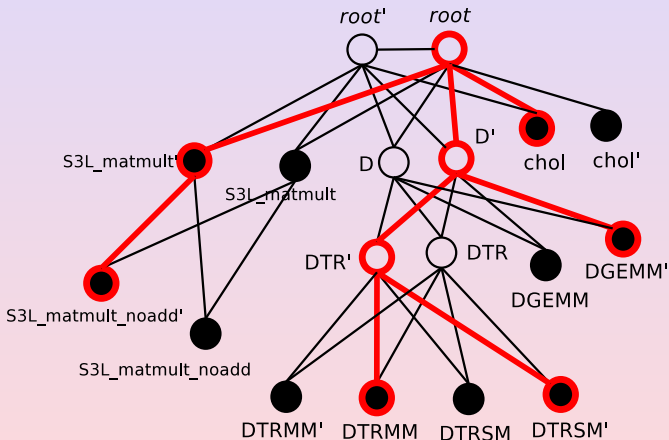 root' root
S3L_matmult' S3L_matmult D D' chol chol'
DTR' DTR DGEMM DGEMM'
S3L_matmult_noadd'
S3L_matmult_noadd
DTRMM' DTRMM DTRSM DTRSM'